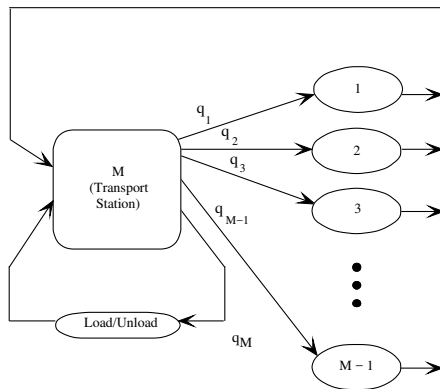 1
q1
q2
2
q3
M
(Transport
Station)
3
qM–1
Load/Unload
qM
M – 1